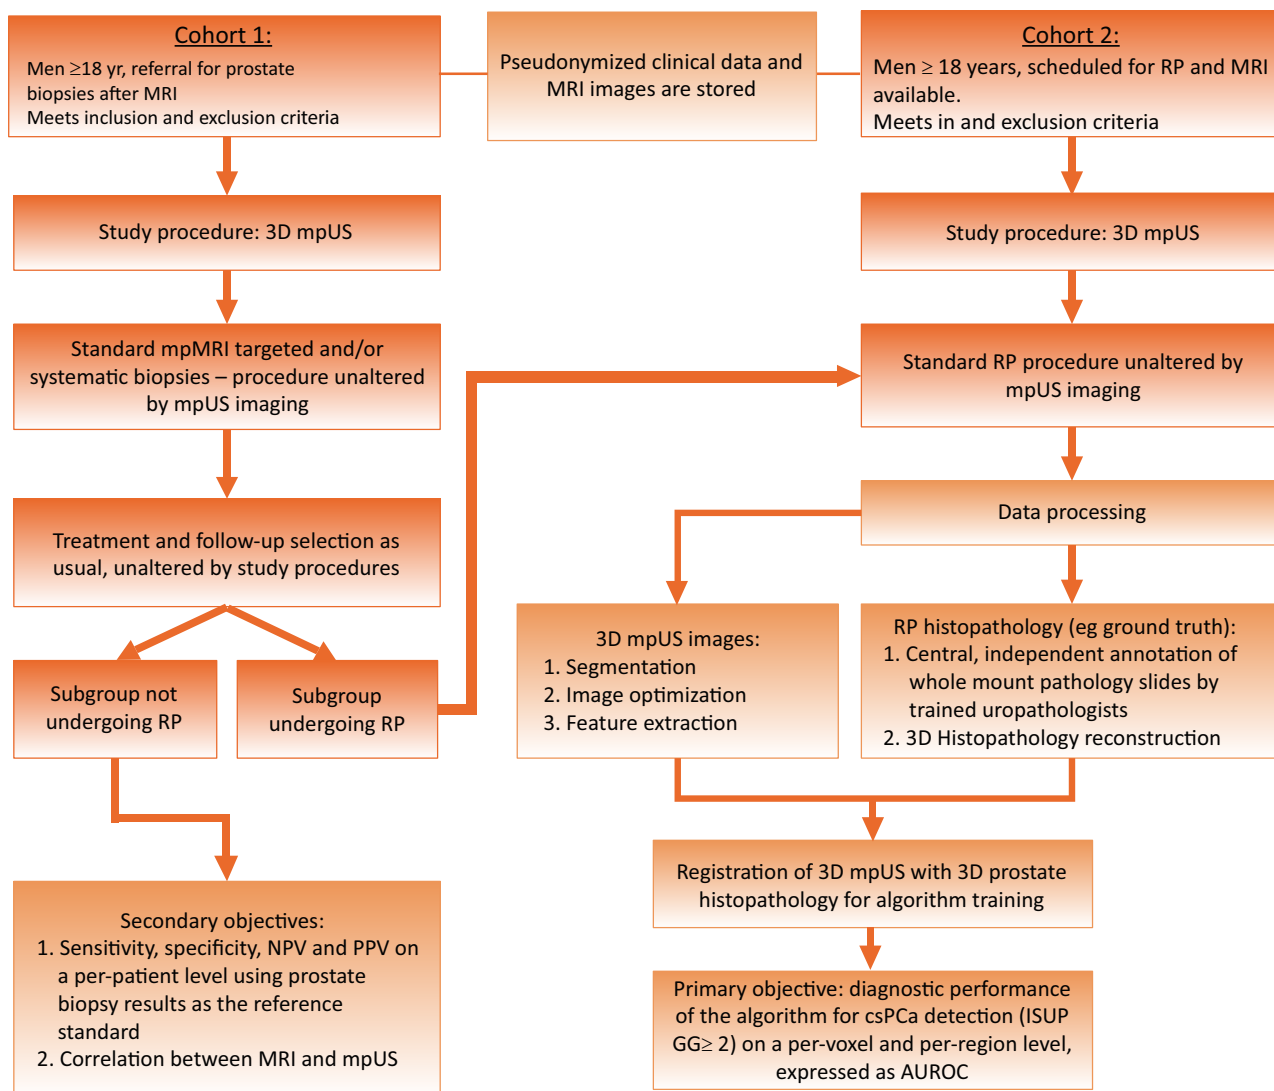 Cohort 1:
Men ≥18 yr, referral for prostate
biopsies after MRI
Meets inclusion and exclusion criteria
Pseudonymized clinical data and
MRI images are stored
Cohort 2:
Men ≥ 18 years, scheduled for RP and MRI
available.
Meets in and exclusion criteria
Study procedure: 3D mpUS
Study procedure: 3D mpUS
Standard mpMRI targeted and/or
systematic biopsies – procedure unaltered
by mpUS imaging
Standard RP procedure unaltered by
mpUS imaging
Treatment and follow-up selection as
usual, unaltered by study procedures
Data processing
Subgroup not
undergoing RP
Subgroup
undergoing RP
3D mpUS images:
1. Segmentation
2. Image optimization
3. Feature extraction
RP histopathology (eg ground truth):
1. Central, independent annotation of
whole mount pathology slides by
trained uropathologists
2. 3D Histopathology reconstruction
Registration of 3D mpUS with 3D prostate
histopathology for algorithm training
Secondary objectives:
1. Sensitivity, specificity, NPV and PPV on
a per-patient level using prostate
biopsy results as the reference
standard
2. Correlation between MRI and mpUS
Primary objective: diagnostic performance
of the algorithm for csPCa detection (ISUP
GG≥ 2) on a per-voxel and per-region level,
expressed as AUROC